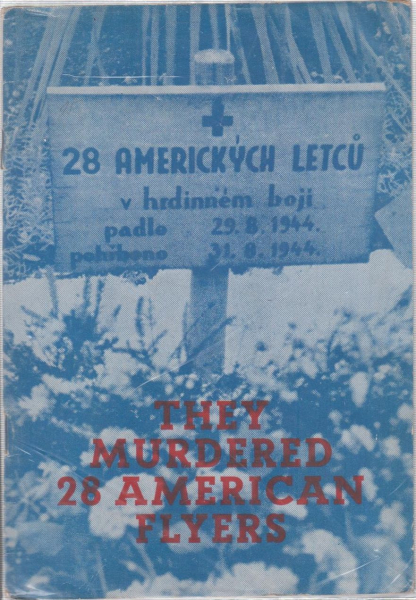 28 AMERICKÝCH LETCŮ
v hrdinném boji
padlo 29.8.1944.
pohřbeno 31.8.1944.
THEY
MURDERED
28 AMERICAN
FLYERS